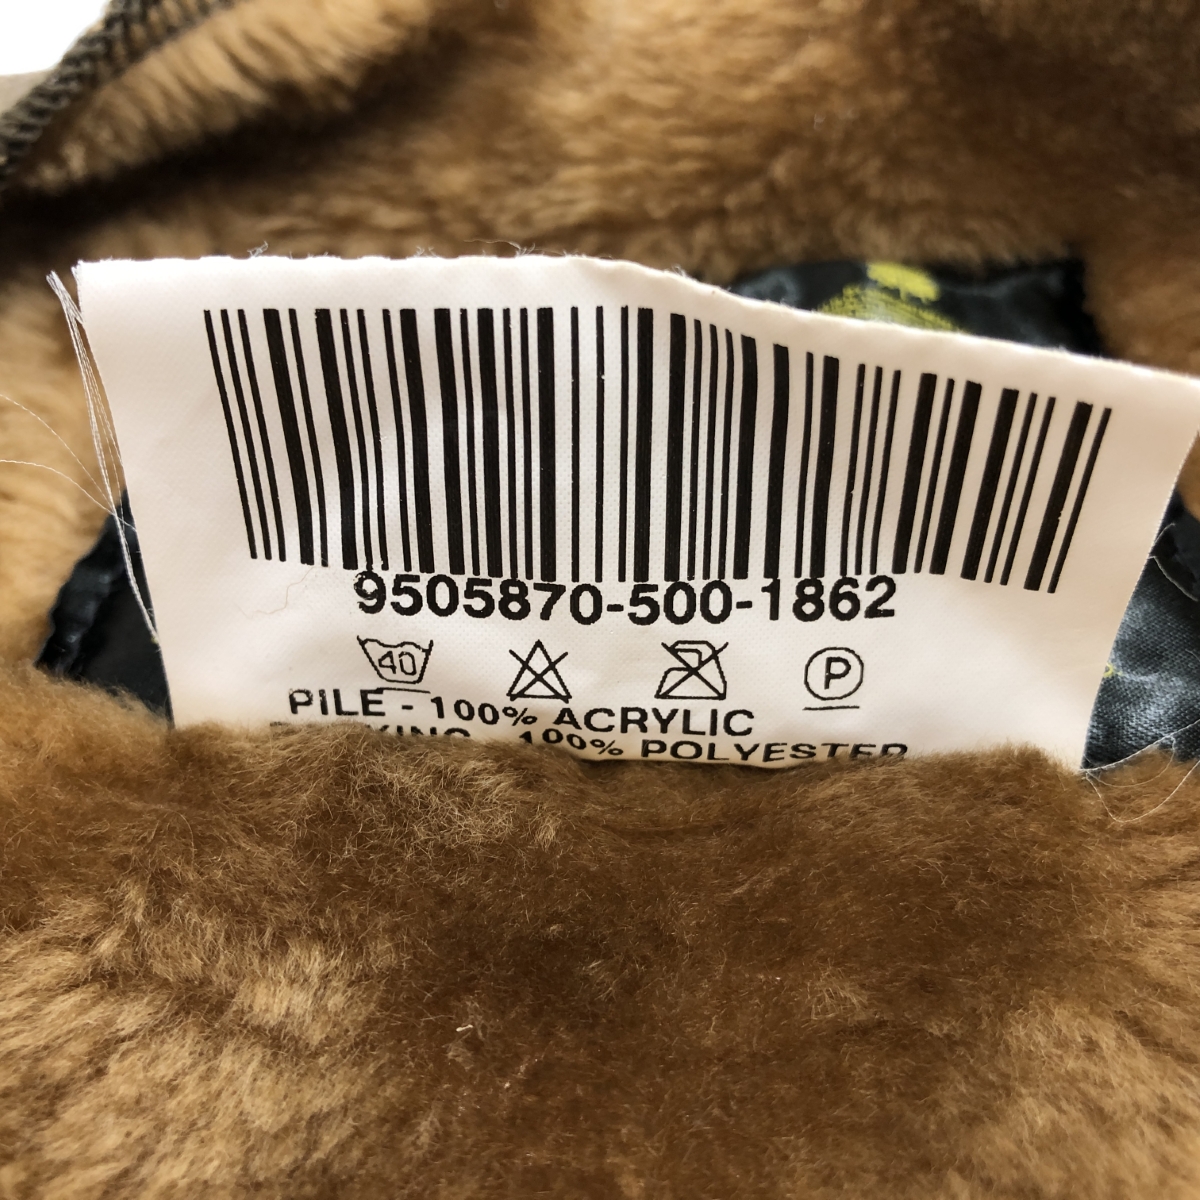 9505870-500-1862
40 P
PILE - 100% ACRYLIC
100% POLYESTER